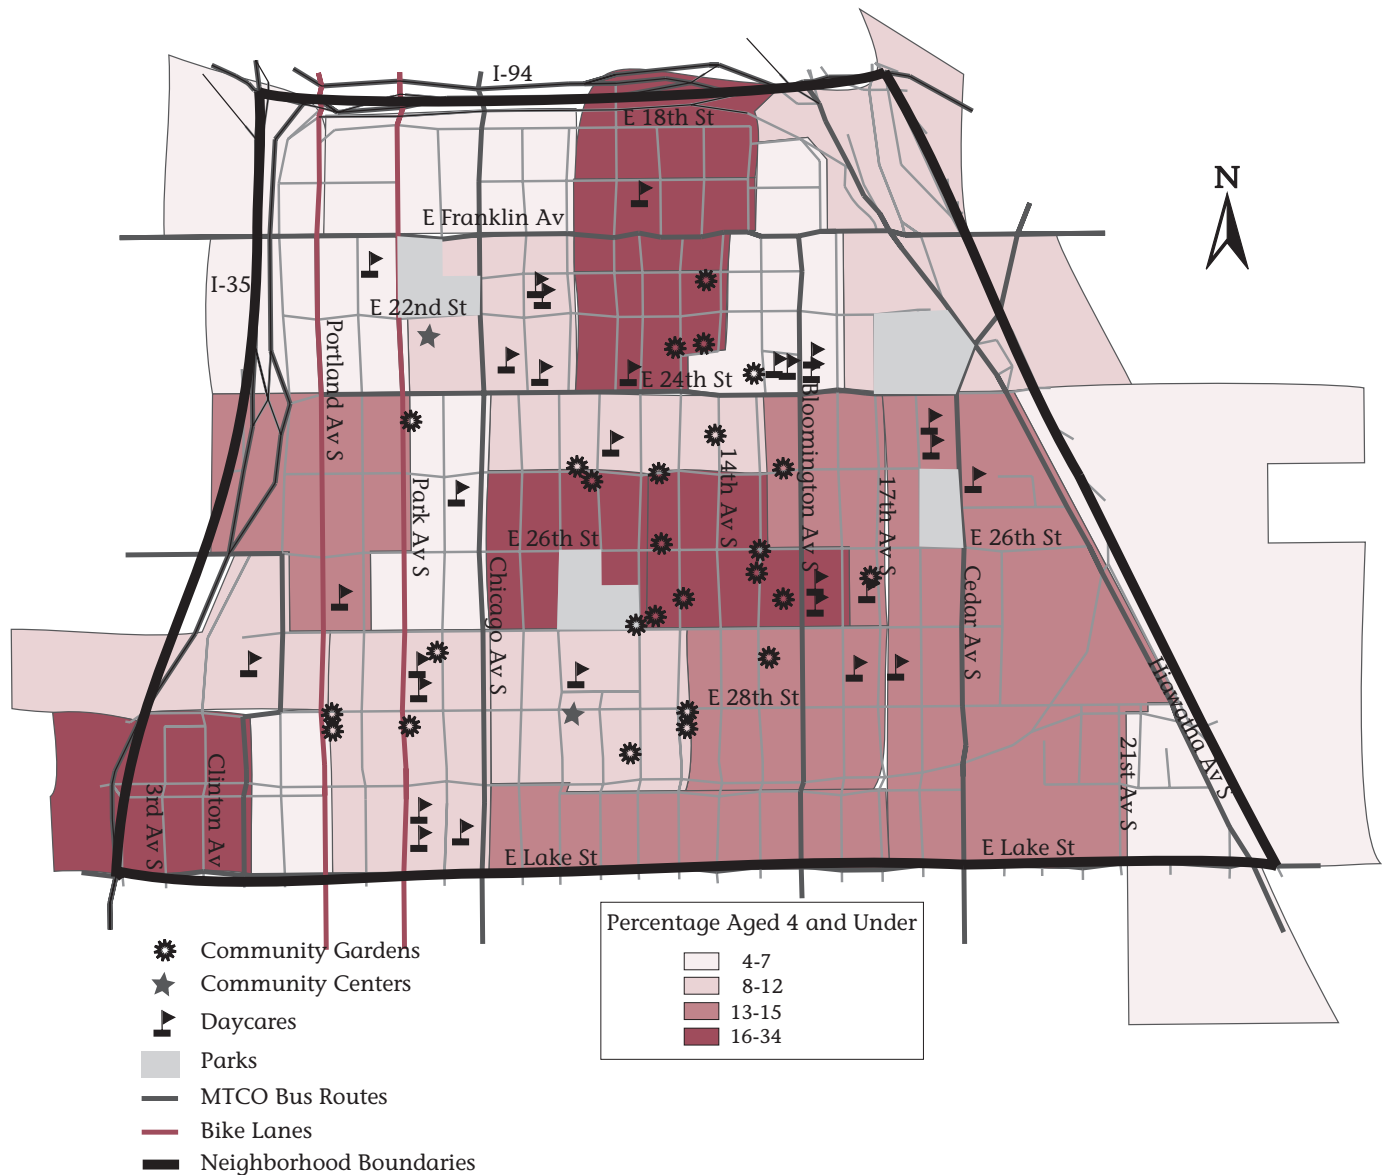 I-94
E 18th St
N
E Franklin Av
I-35
E 22nd St
Portland Av S
E 24th St
Bloomington Av S
14th Av S
Park Av S
17th Av S
E 26th St
E 26th St
Chicago Av S
Cedar Av S
Hiawatha Av S
E 28th St
21st Av S
Clinton Av
3rd Av S
E Lake St
E Lake St
Percentage Aged 4 and Under
4-7
8-12
13-15
16-34
Community Gardens
Community Centers
Daycares
Parks
MTCO Bus Routes
Bike Lanes
Neighborhood Boundaries